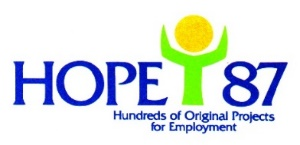 HOPE 87
Hundreds of Original Projects
for Employment